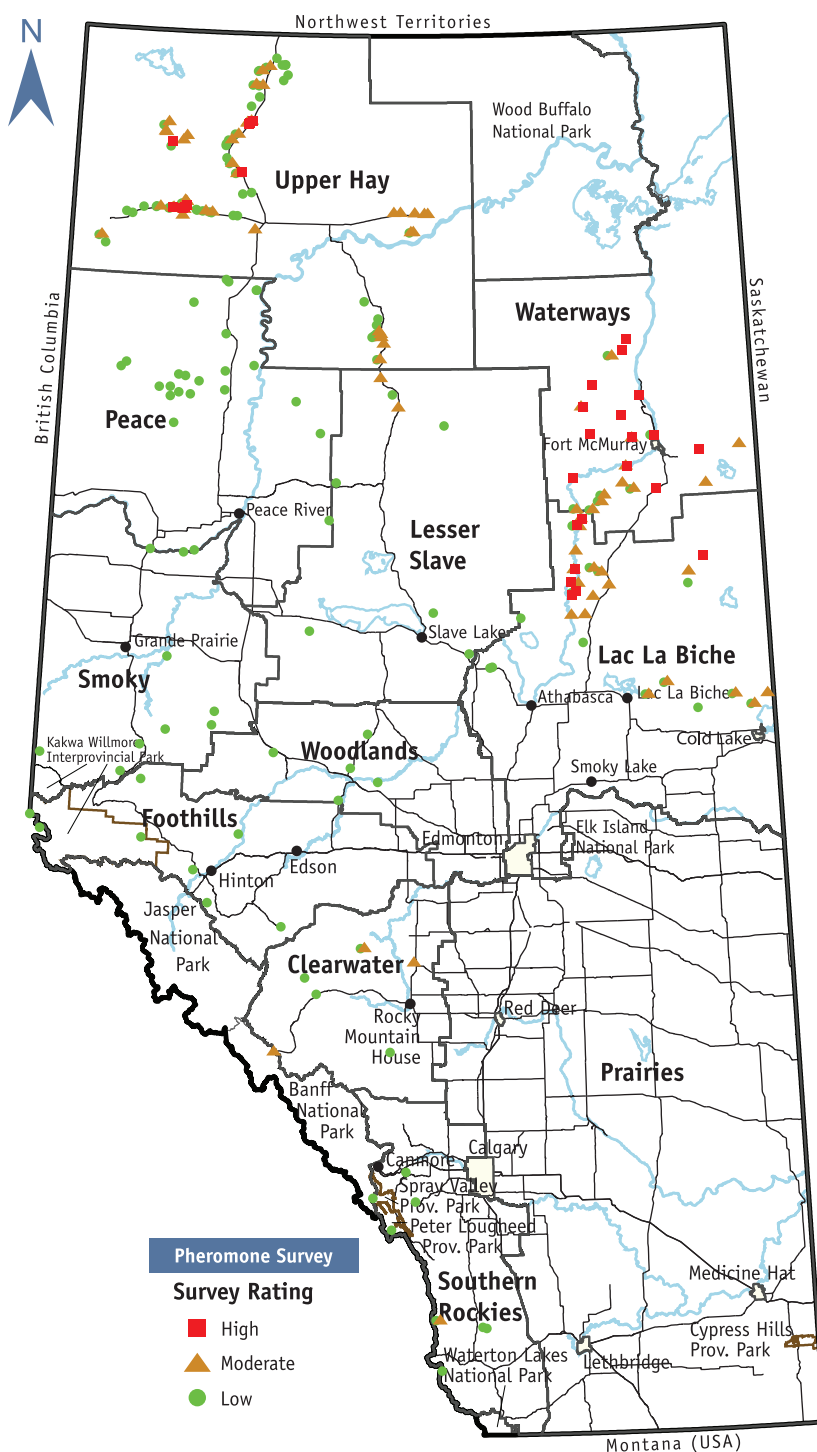 Northwest Territories
N
Wood Buffalo
National Park
Upper Hay
British Columbia
Saskatchewan
Waterways
Peace
Fort McMurray
Peace River
Lesser
Slave
Grande Prairie
Slave Lake
Lac La Biche
Smoky
Athabasca
Lac La Biche
Cold Lake
Kakwa Willmore
Interprovincial Park
Woodlands
Smoky Lake
Foothills
Edmonton
Elk Island
National Park
Edson
Hinton
Jasper
National
Park
Clearwater
Rocky
Mountain
House
Red Deer
Prairies
Banff
National
Park
Calgary
Canmore
Spray Valley
Prov. Park
Peter Lougheed
Prov. Park
Pheromone Survey
Survey Rating
High
Moderate
Low
Southern
Rockies
Medicine Hat
Cypress Hills
Prov. Park
Waterton Lakes
National Park
Lethbridge
Montana (USA)